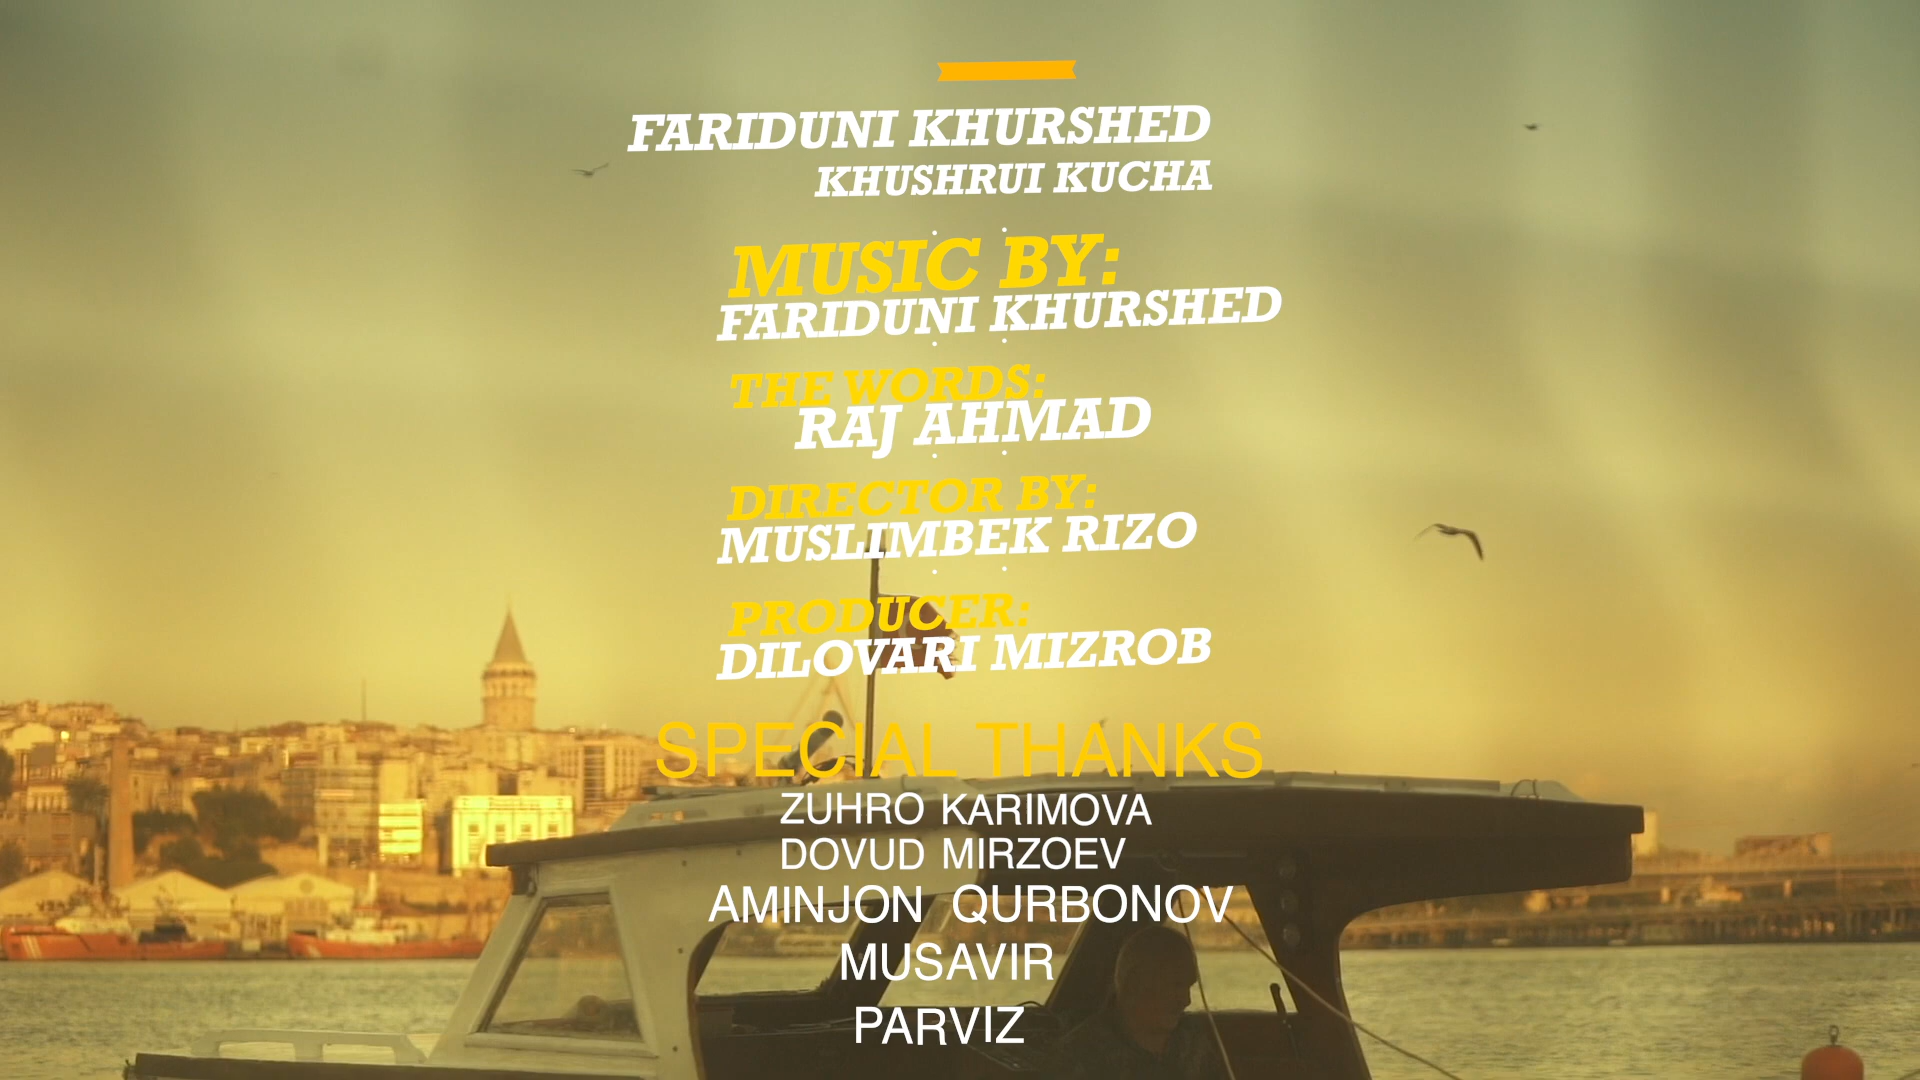 FARIDUNI KHURSHED
KHUSHRUI KUCHA
MUSIC BY:
FARIDUNI KHURSHED
THE WORDS:
RAJ AHMAD
DIRECTOR BY:
MUSLIMBEK RIZO
PRODUCER:
DILOVARI MIZROB
SPECIAL THANKS
ZUHRO KARIMOVA
DOVUD MIRZOEV
AMINJON QURBONOV
MUSAVIR
PARVIZ